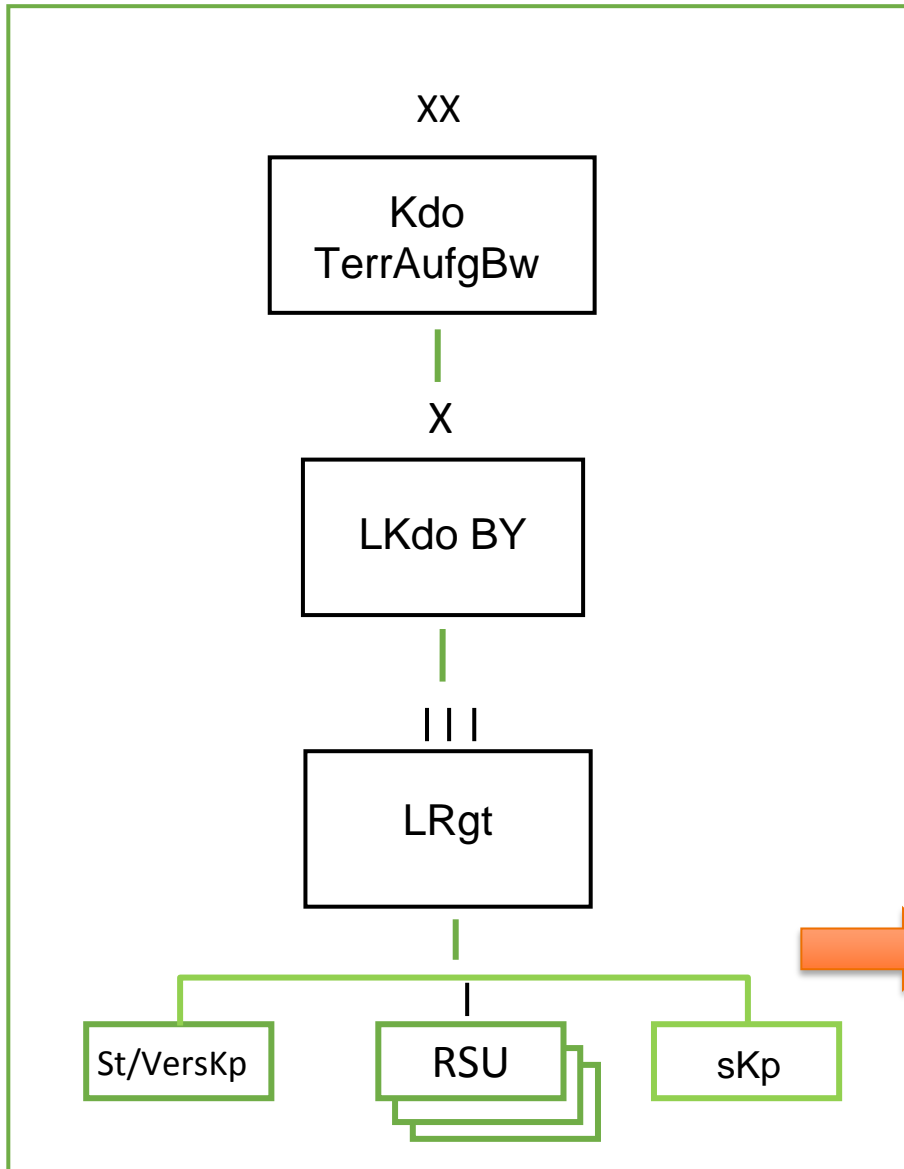 XX
Kdo
TerrAufgBw
X
LKdo BY
III
LRgt
I
St/VersKp
RSU
sKp